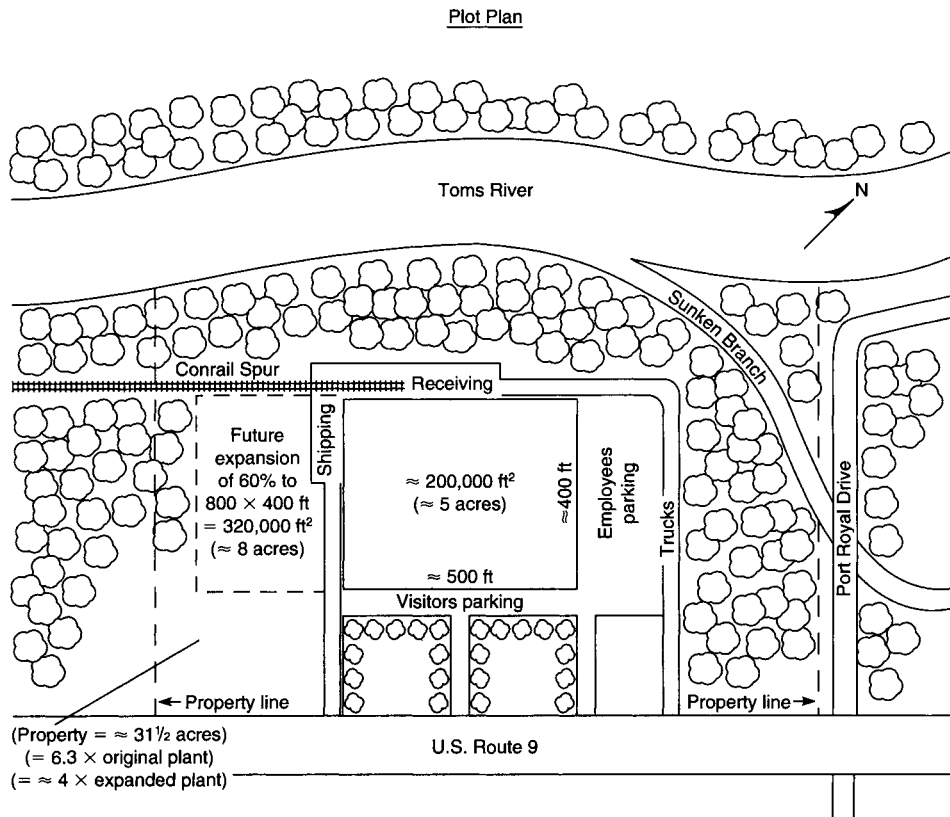 Plot Plan
Toms River
N
Sunken Branch
Conrail Spur
Receiving
Shipping
Future
expansion
of 60% to
800 × 400 ft
= 320,000 ft²
(≈ 8 acres)
≈ 200,000 ft²
(≈ 5 acres)
≈400 ft
Employees
parking
Trucks
Port Royal Drive
≈ 500 ft
Visitors parking
Property line
Property line
(Property = ≈ 31½ acres)
(= 6.3 × original plant)
(= ≈ 4 × expanded plant)
U.S. Route 9